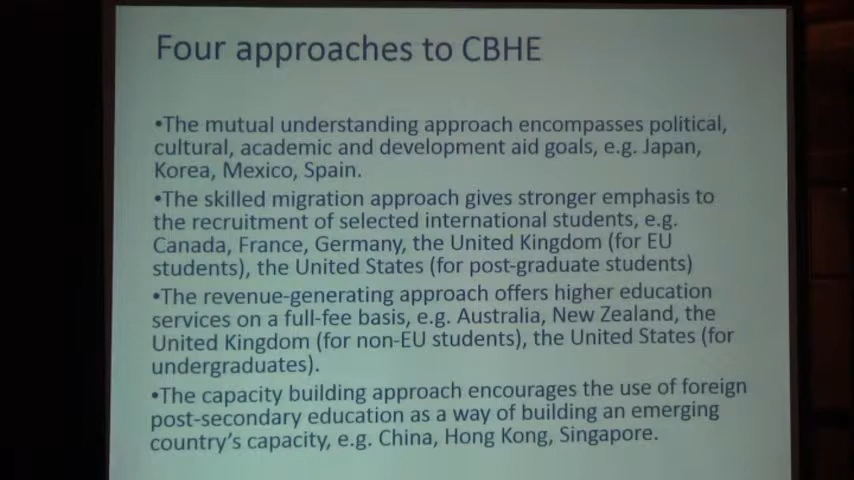 Four approaches to CBHE
•The mutual understanding approach encompasses political,
cultural, academic and development aid goals, e.g. Japan,
Korea, Mexico, Spain.
•The skilled migration approach gives stronger emphasis to
the recruitment of selected international students, e.g.
Canada, France, Germany, the United Kingdom (for EU
students), the United States (for post-graduate students)
•The revenue-generating approach offers higher education
services on a full-fee basis, e.g. Australia, New Zealand, the
United Kingdom (for non-EU students), the United States (for
undergraduates).
•The capacity building approach encourages the use of foreign
post-secondary education as a way of building an emerging
country's capacity, e.g. China, Hong Kong, Singapore.